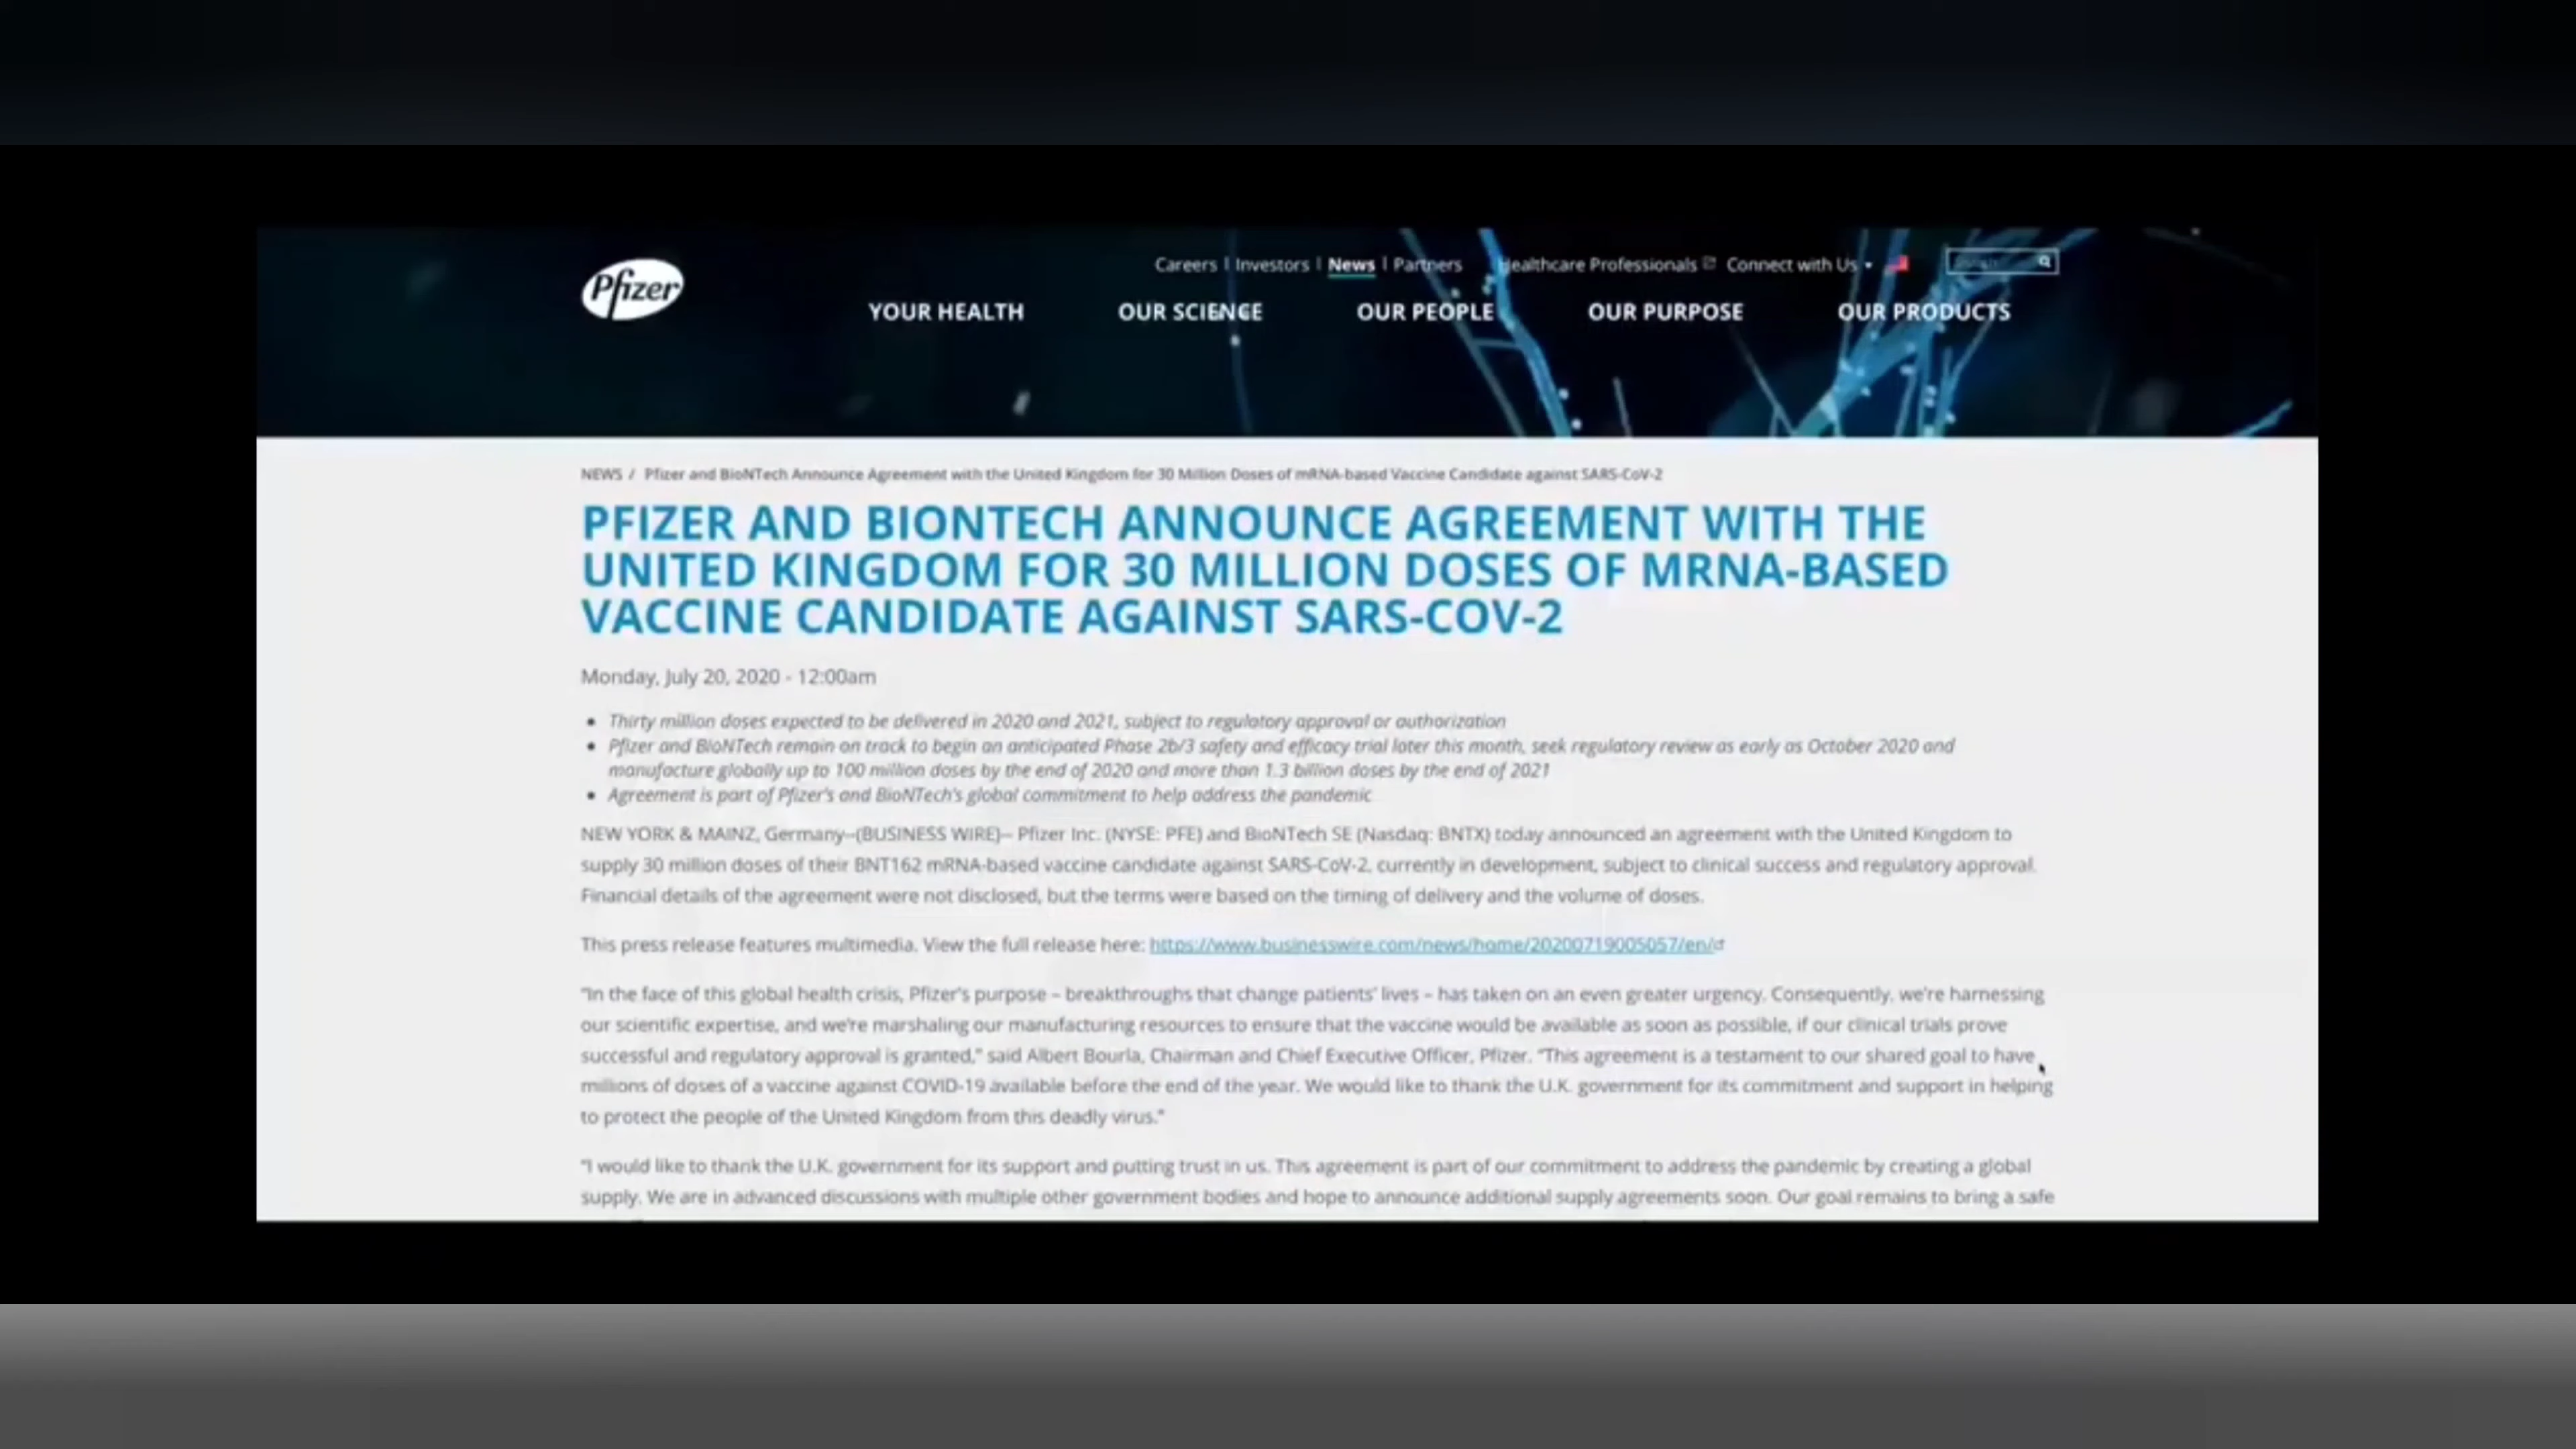 Pfizer
Careers | Investors | News | Partners
Healthcare Professionals Connect with Us
YOUR HEALTH OUR SCIENCE OUR PEOPLE OUR PURPOSE OUR PRODUCTS
NEWS / Pfizer and BioNTech Announce Agreement with the United Kingdom for 30 Million Doses of mRNA-based Vaccine Candidate against SARS-CoV-2
PFIZER AND BIONTECH ANNOUNCE AGREEMENT WITH THE
UNITED KINGDOM FOR 30 MILLION DOSES OF MRNA-BASED
VACCINE CANDIDATE AGAINST SARS-COV-2
Monday, July 20, 2020 - 12:00am
• Thirty million doses expected to be delivered in 2020 and 2021, subject to regulatory approval or authorization
• Pfizer and BioNTech remain on track to begin an anticipated Phase 2b/3 safety and efficacy trial later this month, seek regulatory review as early as October 2020 and
manufacture globally up to 100 million doses by the end of 2020 and more than 1.3 billion doses by the end of 2021
• Agreement is part of Pfizer's and BioNTech's global commitment to help address the pandemic
NEW YORK & MAINZ, Germany--(BUSINESS WIRE)-- Pfizer Inc. (NYSE: PFE) and BioNTech SE (Nasdaq: BNTX) today announced an agreement with the United Kingdom to
supply 30 million doses of their BNT162 mRNA-based vaccine candidate against SARS-CoV-2, currently in development, subject to clinical success and regulatory approval.
Financial details of the agreement were not disclosed, but the terms were based on the timing of delivery and the volume of doses.
This press release features multimedia. View the full release here: https://www.businesswire.com/news/home/20200719005057/en/
“In the face of this global health crisis, Pfizer’s purpose – breakthroughs that change patients’ lives – has taken on an even greater urgency. Consequently, we’re harnessing
our scientific expertise, and we’re marshaling our manufacturing resources to ensure that the vaccine would be available as soon as possible, if our clinical trials prove
successful and regulatory approval is granted,” said Albert Bourla, Chairman and Chief Executive Officer, Pfizer. “This agreement is a testament to our shared goal to have
millions of doses of a vaccine against COVID-19 available before the end of the year. We would like to thank the U.K. government for its commitment and support in helping
to protect the people of the United Kingdom from this deadly virus.”
“I would like to thank the U.K. government for its support and putting trust in us. This agreement is part of our commitment to address the pandemic by creating a global
supply. We are in advanced discussions with multiple other government bodies and hope to announce additional supply agreements soon. Our goal remains to bring a safe